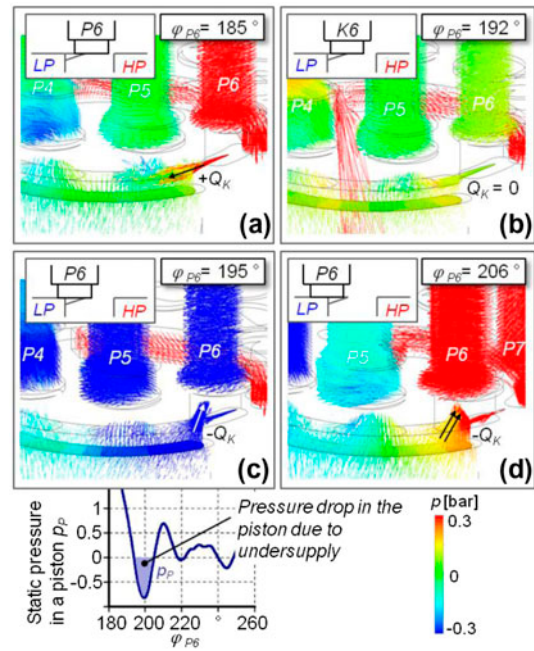 P6
φP6 = 185 °
LP
HP
P4
P5
P6
+QK
(a)
K6
φP6 = 192 °
LP
HP
P5
P6
QK = 0
(b)
P6
φP6 = 195 °
LP
HP
P4
P5
P6
-QK
(c)
P6
φP6 = 206 °
LP
HP
P5
P6
P7
-QK
(d)
Static pressure
in a piston pP
1
0.5
0
-0.5
pP
180 200 220 ° 260
φP6
Pressure drop in the
piston due to
undersupply
p [bar]
0.3
0
-0.3